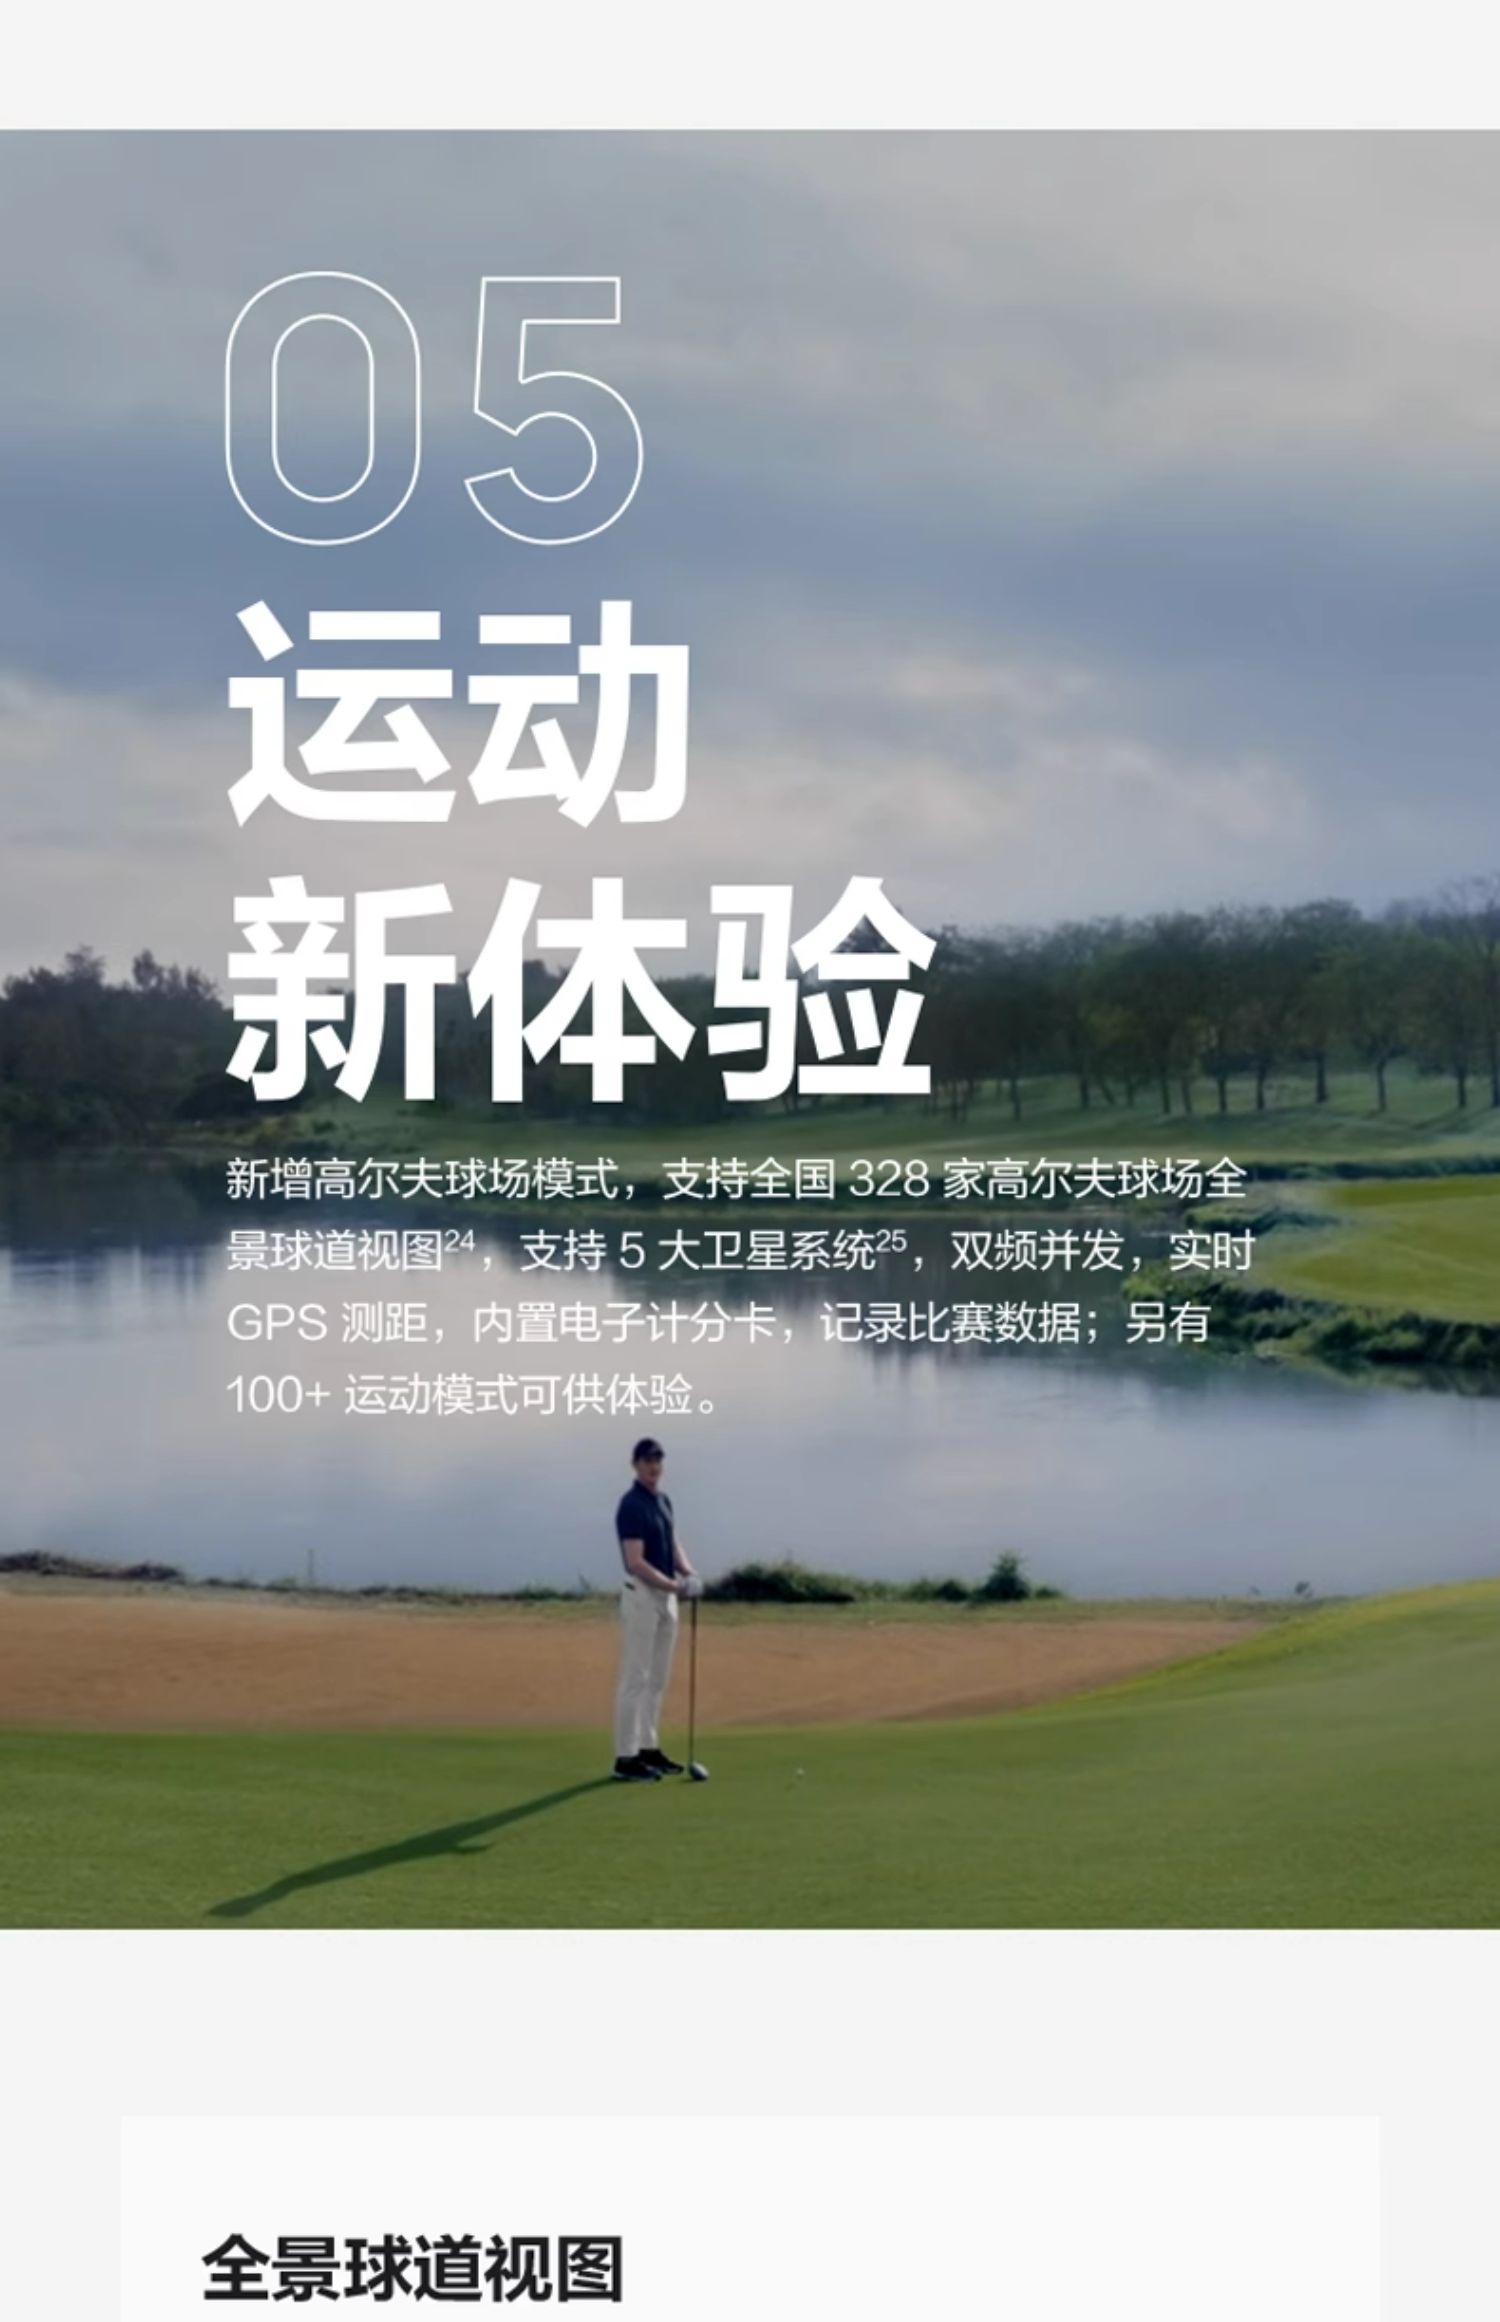 05
运动
新体验
新增高尔夫球场模式，支持全国 328 家高尔夫球场全
景球道视图24，支持 5 大卫星系统25，双频并发，实时
GPS 测距，内置电子计分卡，记录比赛数据；另有
100+ 运动模式可供体验。
全景球道视图